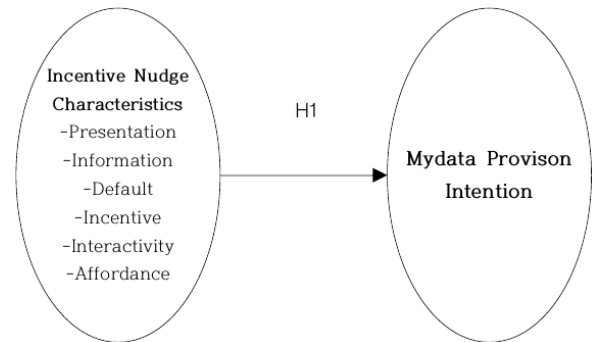 Incentive Nudge
Characteristics
-Presentation
-Information
-Default
-Incentive
-Interactivity
-Affordance
H1
Mydata Provison
Intention